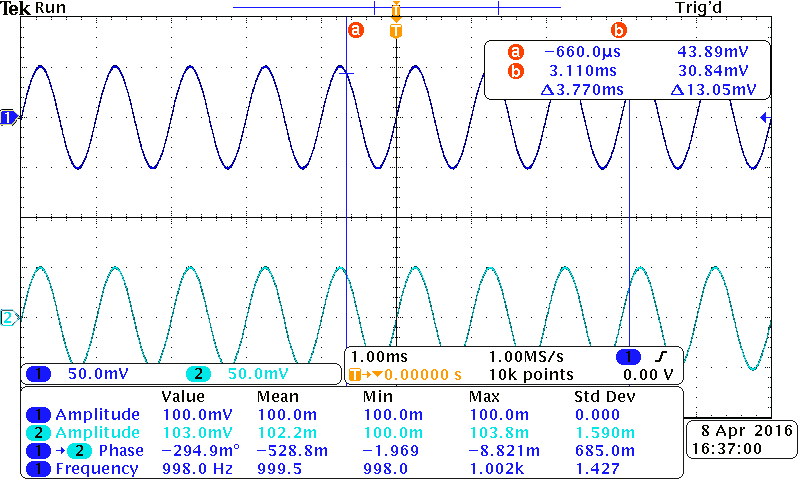 Tek Run Trig'd
T
a b
T
a −660.0µs 43.89mV
b 3.110ms 30.84mV
Δ3.770ms Δ13.05mV
1
2
1 50.0mV 2 50.0mV
1.00ms 1.00MS/s 1
T→▼0.00000 s 10k points 0.00 V
Value Mean Min Max Std Dev
1 Amplitude 100.0mV 100.0m 100.0m 100.0m 0.000
2 Amplitude 103.0mV 102.2m 100.0m 103.8m 1.590m
1 → 2 Phase −294.9m° −528.8m −1.969 −8.821m 685.0m
1 Frequency 998.0 Hz 999.5 998.0 1.002k 1.427
8 Apr 2016
16:37:00